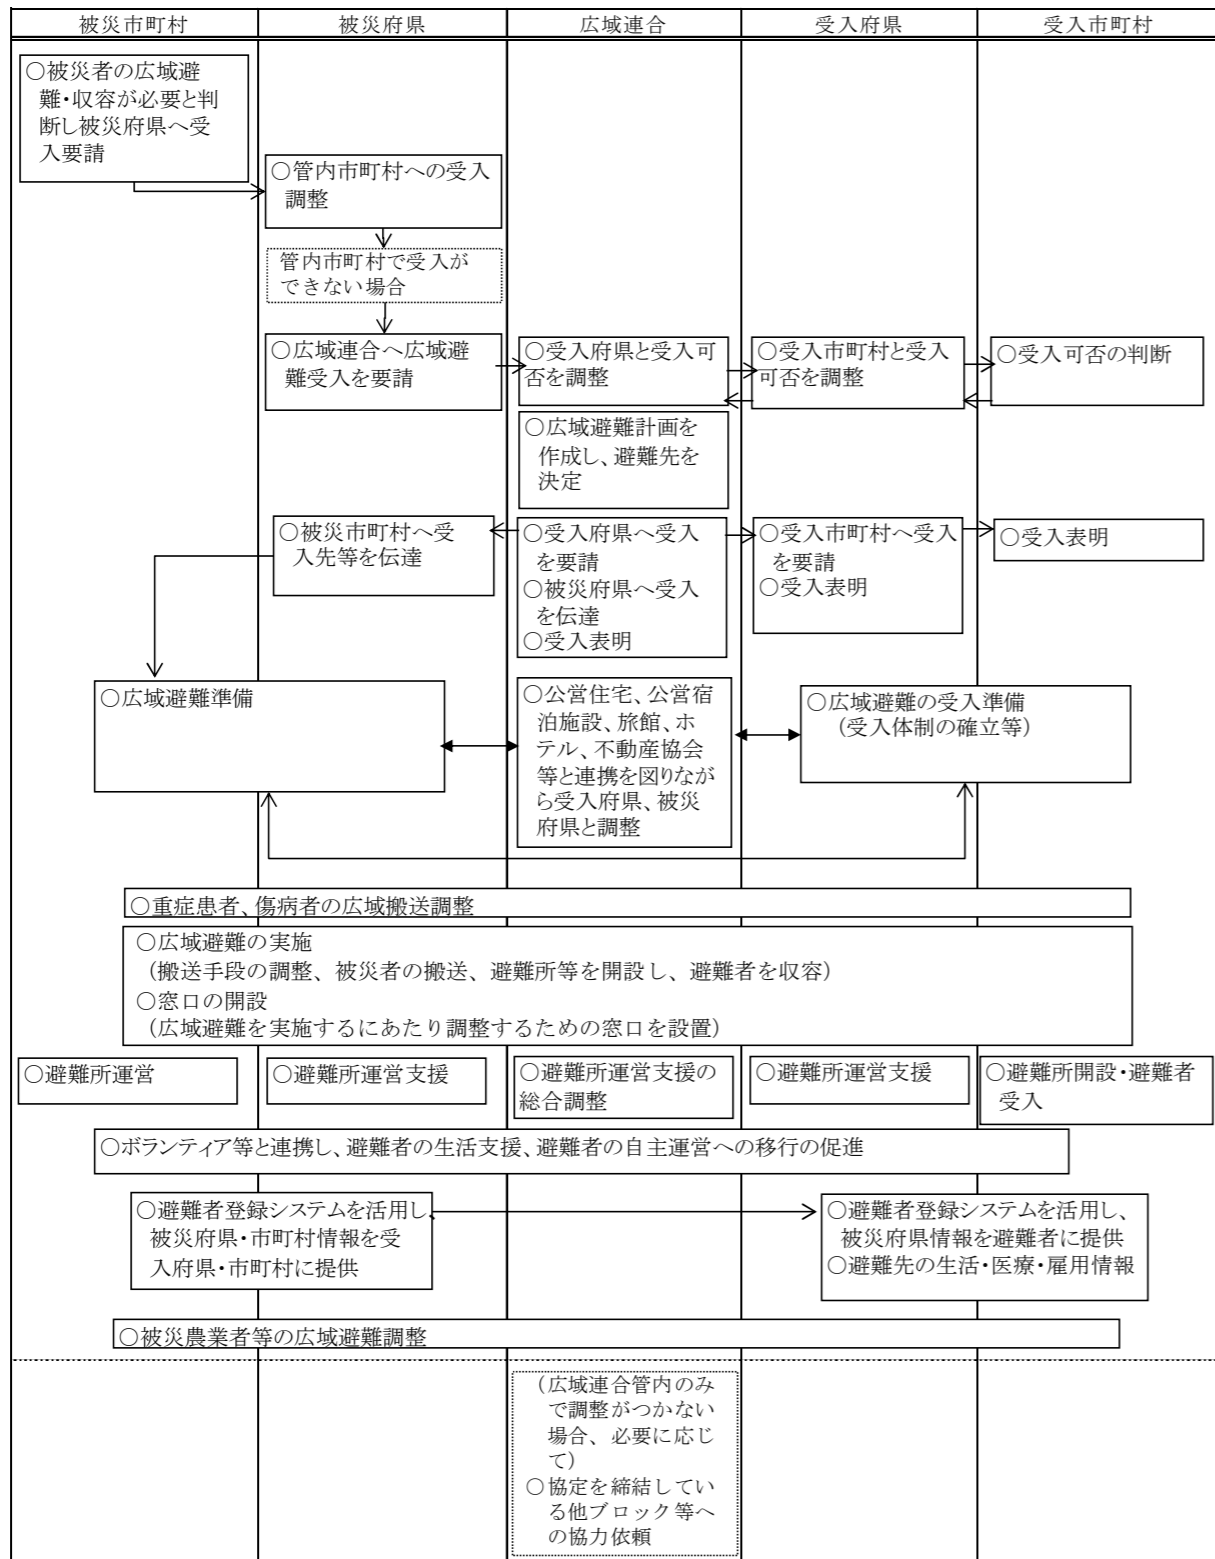 被災市町村
被災府県
広域連合
受入府県
受入市町村
○被災者の広域避
難・収容が必要と判
断し被災府県へ受
入要請
○管内市町村への受入
調整
管内市町村で受入が
できない場合
○広域連合へ広域避
難受入を要請
○受入府県と受入可
否を調整
○受入市町村と受入
可否を調整
○受入可否の判断
○広域避難計画を
作成し、避難先を
決定
○被災市町村へ受
入先等を伝達
○受入府県へ受入
を要請
○被災府県へ受入
を伝達
○受入表明
○受入市町村へ受入
を要請
○受入表明
○受入表明
○広域避難準備
○公営住宅、公営宿
泊施設、旅館、ホ
テル、不動産協会
等と連携を図りなが
ら受入府県、被災
府県と調整
○広域避難の受入準備
(受入体制の確立等)
○重症患者、傷病者の広域搬送調整
○広域避難の実施
(搬送手段の調整、被災者の搬送、避難所等を開設し、避難者を収容)
○窓口の開設
(広域避難を実施するにあたり調整するための窓口を設置)
○避難所運営
○避難所運営支援
○避難所運営支援の
総合調整
○避難所運営支援
○避難所開設・避難者
受入
○ボランティア等と連携し、避難者の生活支援、避難者の自主運営への移行の促進
○避難者登録システムを活用し、
被災府県・市町村情報を受
入府県・市町村に提供
○避難者登録システムを活用し、
被災府県情報を避難者に提供
○避難先の生活・医療・雇用情報
○被災農業者等の広域避難調整
(広域連合管内のみ
で調整がつかない
場合、必要に応じ
て)
○協定を締結してい
る他ブロック等へ
の協力依頼